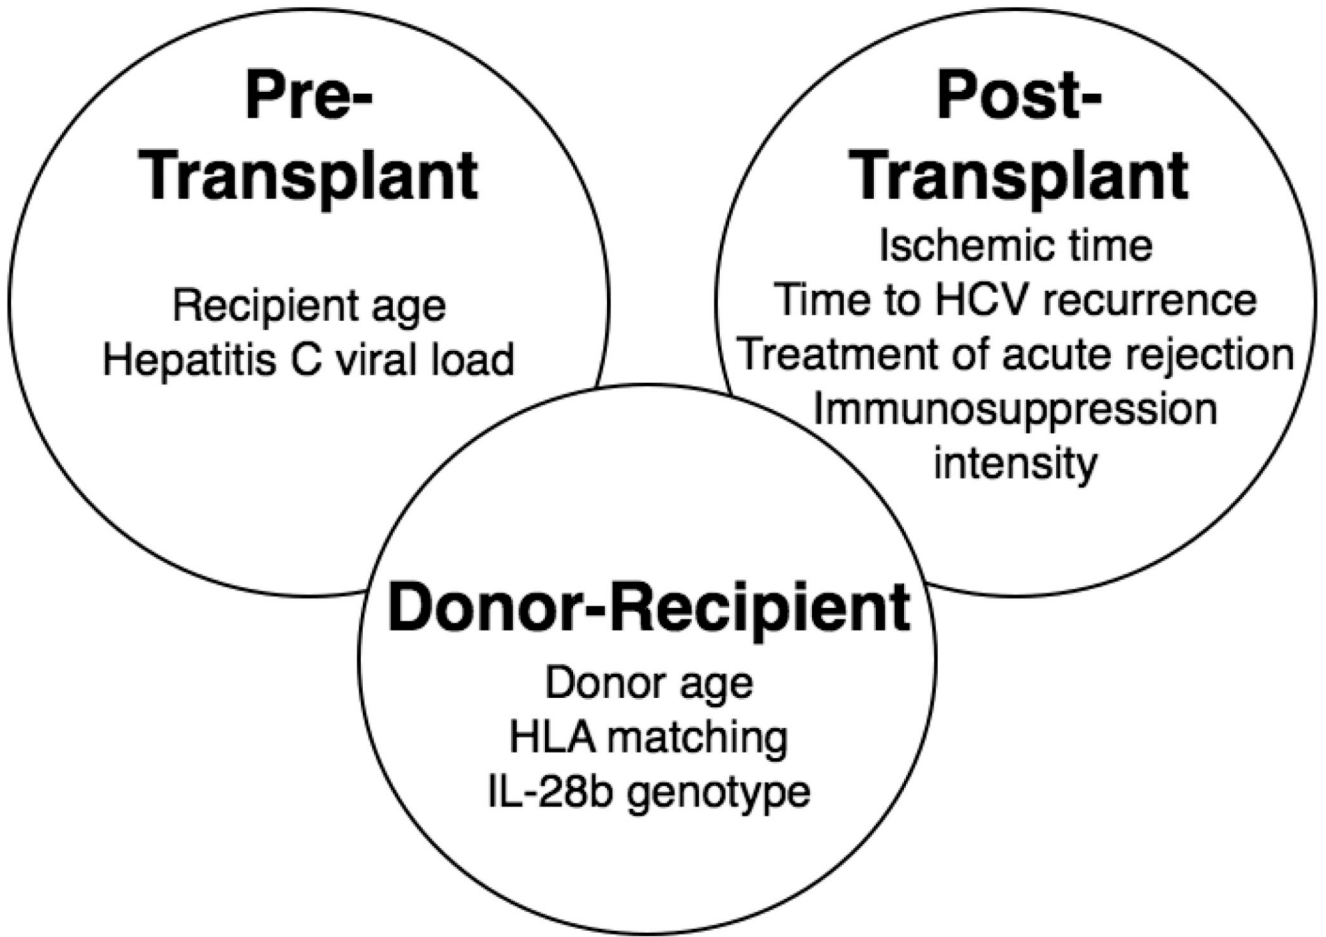 Pre-
Transplant
Recipient age
Hepatitis C viral load
Post-
Transplant
Ischemic time
Time to HCV recurrence
Treatment of acute rejection
Immunosuppression
intensity
Donor-Recipient
Donor age
HLA matching
IL-28b genotype